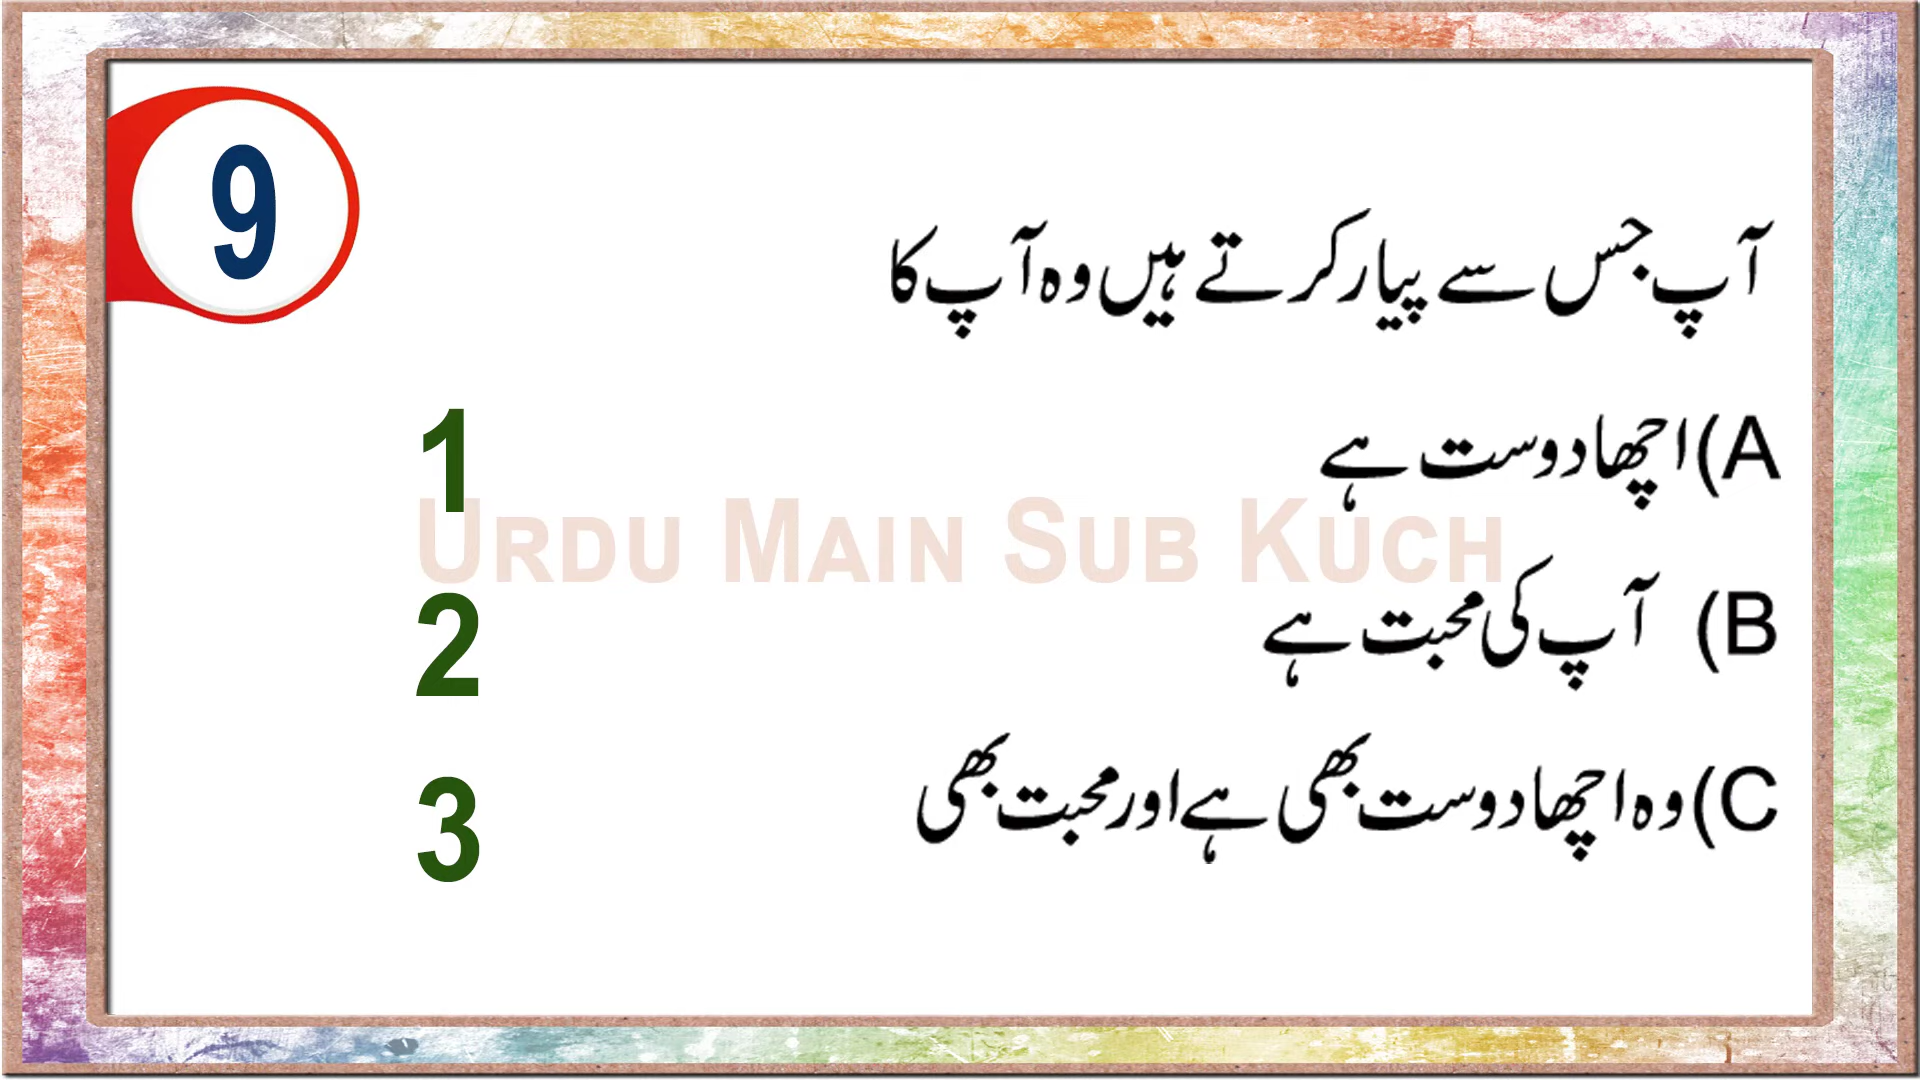 9
آپ جس سے پیار کرتے ہیں وہ آپ کا
A) اچھا دوست ہے
1
URDU MAIN SUB KUCH
B) آپ کی محبت ہے
2
C) وہ اچھا دوست بھی ہے اور محبت بھی
3